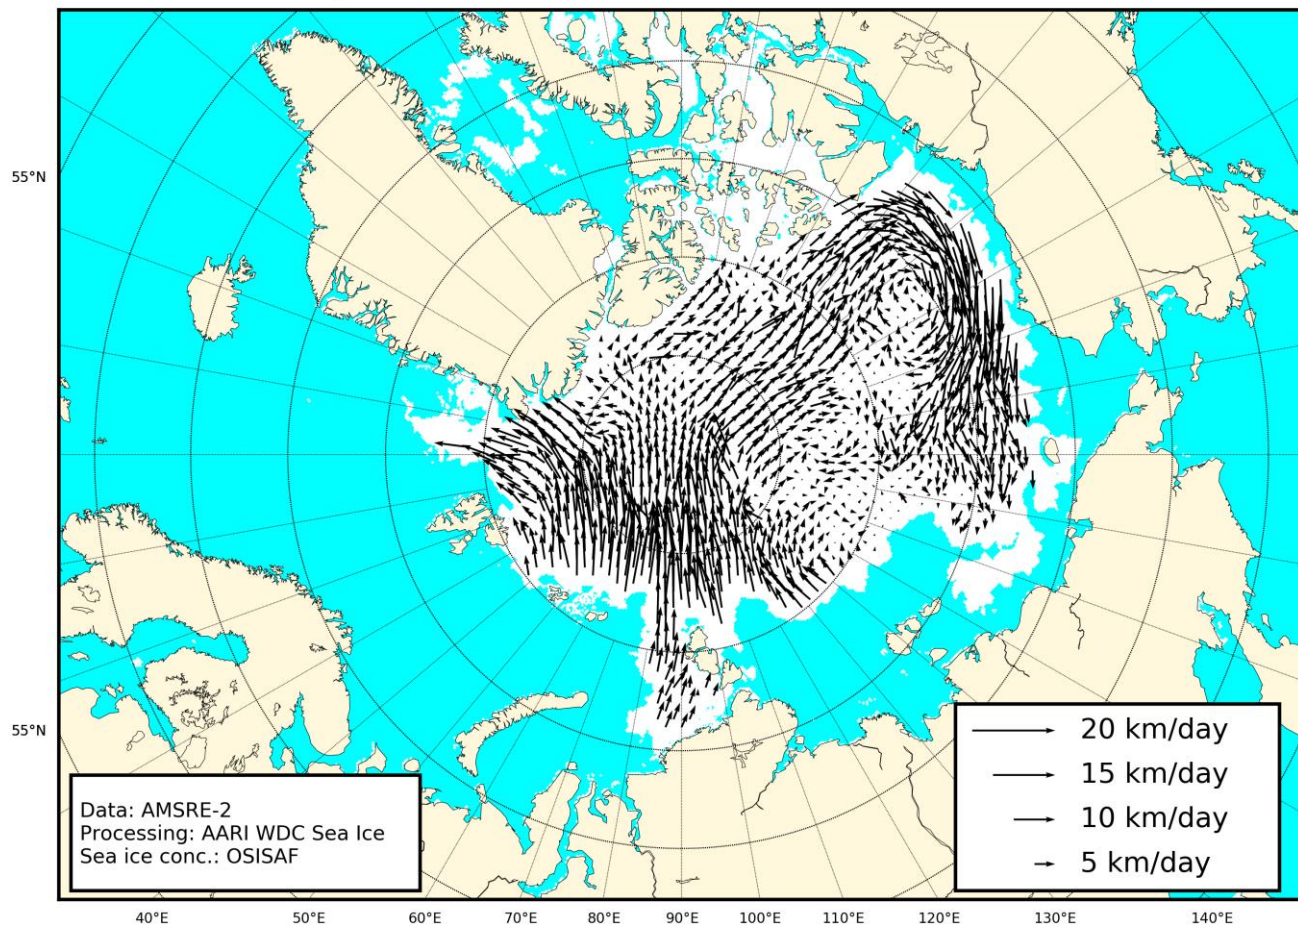 55°N
55°N
20 km/day
15 km/day
10 km/day
5 km/day
Data: AMSRE-2
Processing: AARI WDC Sea Ice
Sea ice conc.: OSISAF
40°E 50°E 60°E 70°E 80°E 90°E 100°E 110°E 120°E 130°E 140°E